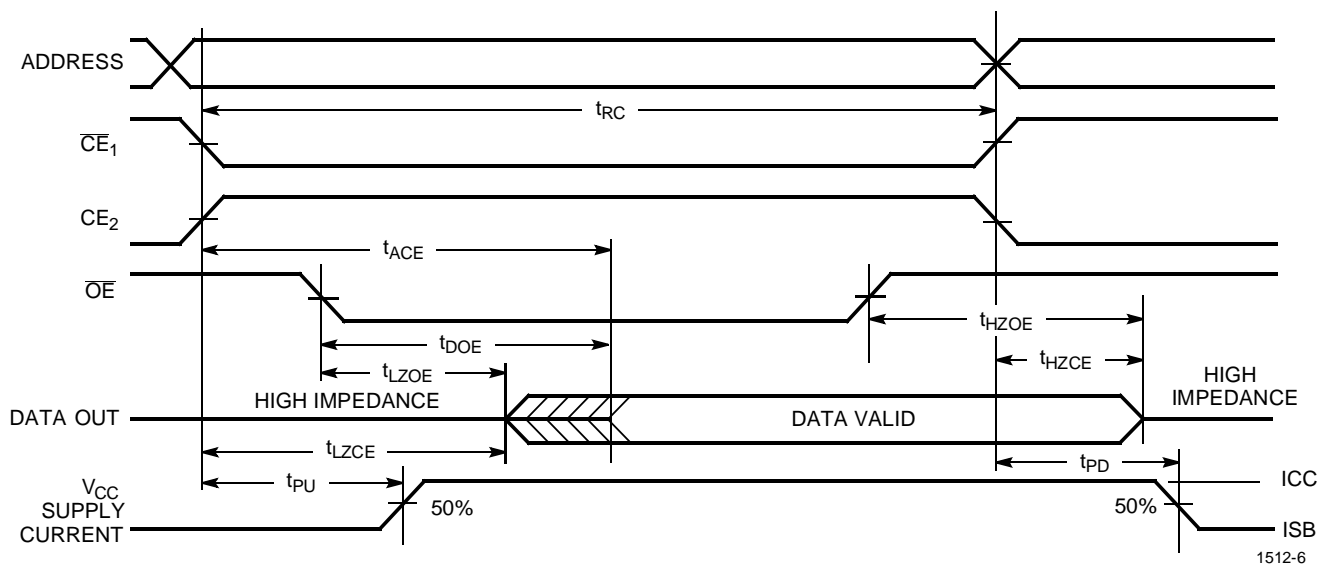 ADDRESS
tRC
CE1
CE2
tACE
OE
tHZOE
tDOE
tHZCE
tLZOE
HIGH IMPEDANCE
HIGH
IMPEDANCE
DATA OUT
DATA VALID
tLZCE
tPD
tPU
VCC
SUPPLY
CURRENT
50%
50%
ICC
ISB
1512-6